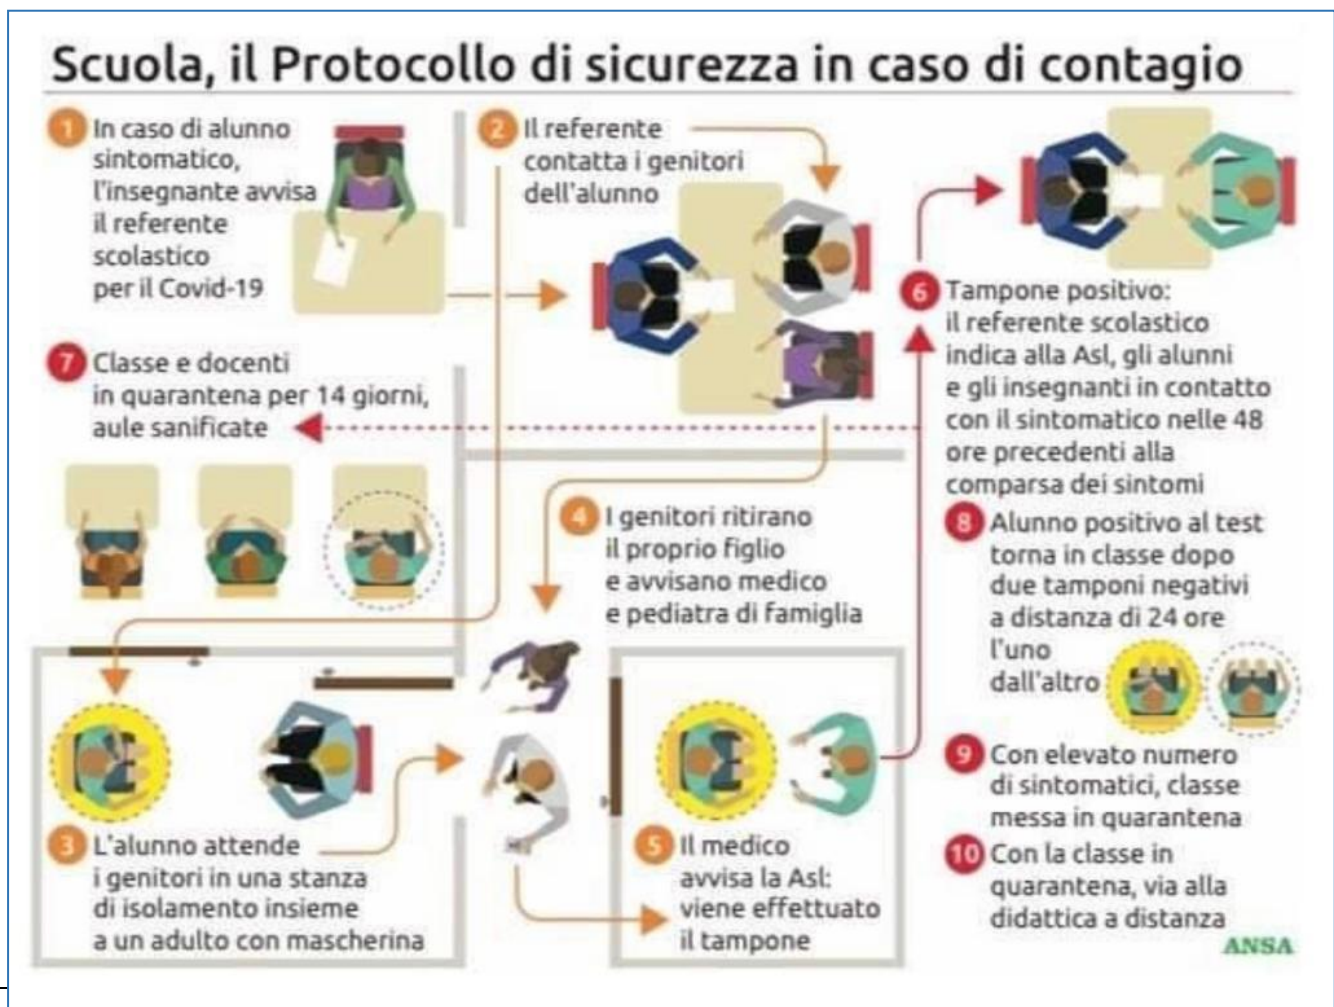 Scuola, il Protocollo di sicurezza in caso di contagio
1 In caso di alunno
sintomatico,
l'insegnante avvisa
il referente
scolastico
per il Covid-19
2 Il referente
contatta i genitori
dell'alunno
3 L'alunno attende
i genitori in una stanza
di isolamento insieme
a un adulto con mascherina
4 I genitori ritirano
il proprio figlio
e avvisano medico
e pediatra di famiglia
5 Il medico
avvisa la Asl:
viene effettuato
il tampone
6 Tampone positivo:
il referente scolastico
indica alla Asl, gli alunni
e gli insegnanti in contatto
con il sintomatico nelle 48
ore precedenti alla
comparsa dei sintomi
7 Classe e docenti
in quarantena per 14 giorni,
aule sanificate
8 Alunno positivo al test
torna in classe dopo
due tamponi negativi
a distanza di 24 ore
l'uno
dall'altro
9 Con elevato numero
di sintomatici, classe
messa in quarantena
10 Con la classe in
quarantena, via alla
didattica a distanza
ANSA